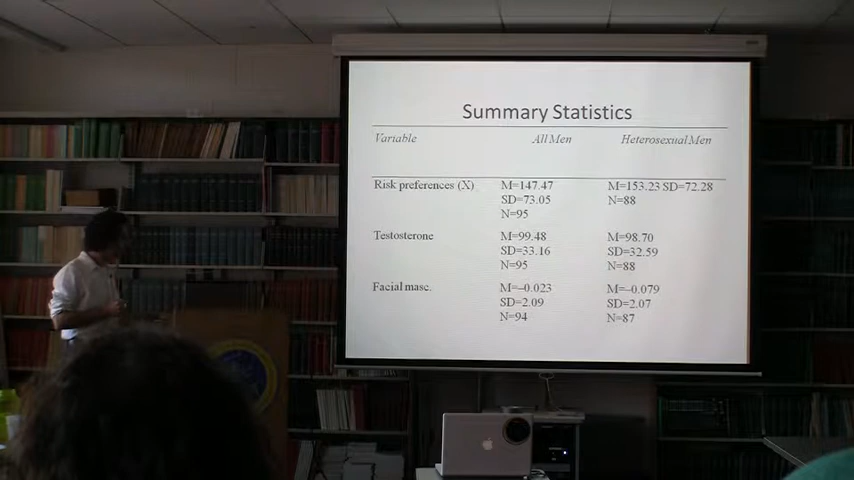 Summary Statistics
Variable All Men Heterosexual Men
Risk preferences (X) M=147.47 M=153.23 SD=72.28
SD=73.05 N=88
N=95
Testosterone M=99.48 M=98.70
SD=33.16 SD=32.59
N=95 N=88
Facial masc. M=-0.023 M=-0.079
SD=2.09 SD=2.07
N=94 N=87